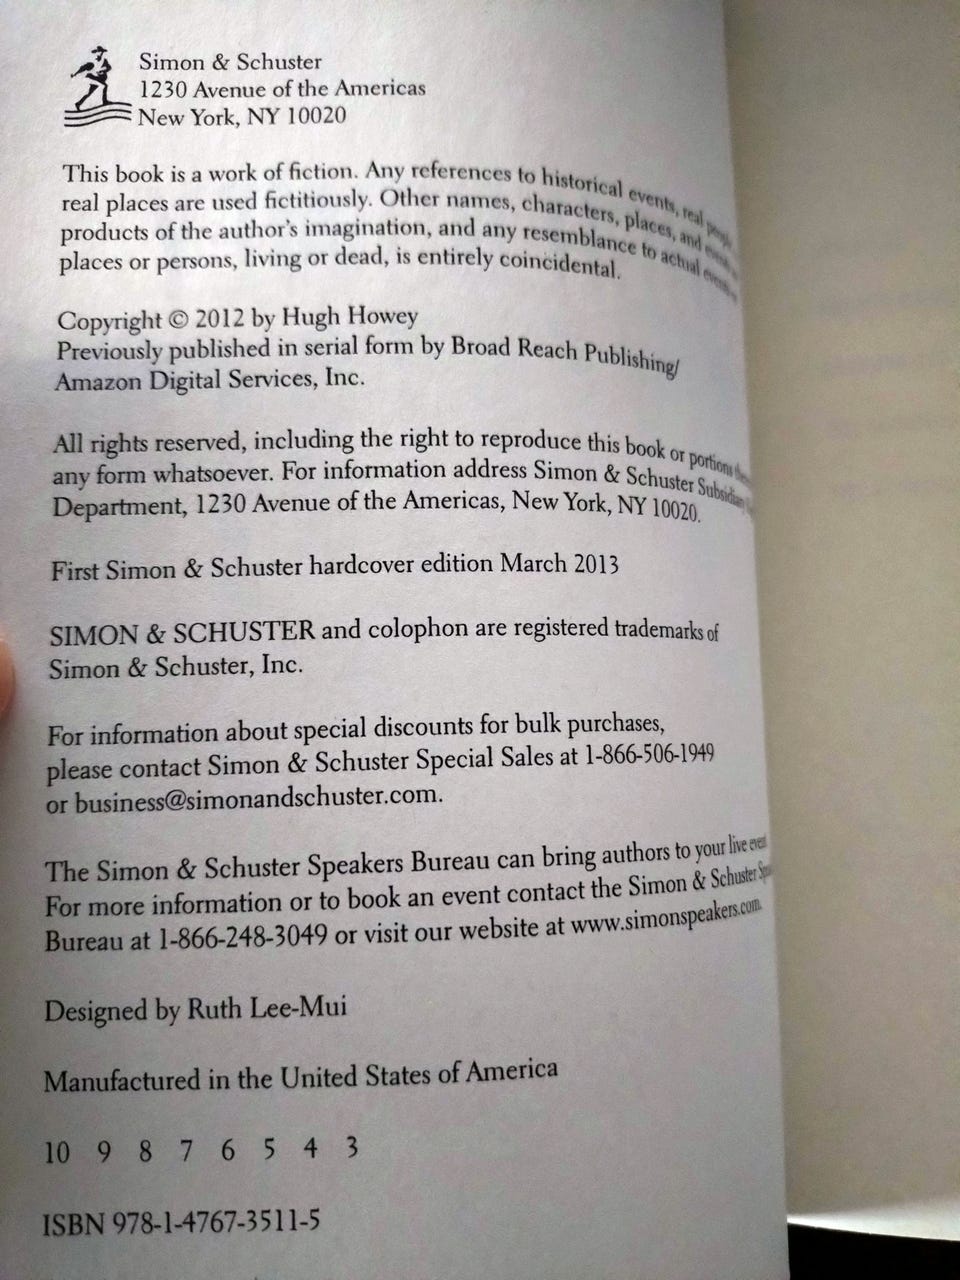 Simon & Schuster
1230 Avenue of the Americas
New York, NY 10020
This book is a work of fiction. Any references to historical events, real people
real places are used fictitiously. Other names, characters, places, and events
products of the author's imagination, and any resemblance to actual events
places or persons, living or dead, is entirely coincidental.
Copyright © 2012 by Hugh Howey
Previously published in serial form by Broad Reach Publishing/
Amazon Digital Services, Inc.
All rights reserved, including the right to reproduce this book or portions
any form whatsoever. For information address Simon & Schuster Subsidiary
Department, 1230 Avenue of the Americas, New York, NY 10020.
First Simon & Schuster hardcover edition March 2013
SIMON & SCHUSTER and colophon are registered trademarks of
Simon & Schuster, Inc.
For information about special discounts for bulk purchases,
please contact Simon & Schuster Special Sales at 1-866-506-1949
or business@simonandschuster.com.
The Simon & Schuster Speakers Bureau can bring authors to your live event
For more information or to book an event contact the Simon & Schuster
Bureau at 1-866-248-3049 or visit our website at www.simonspeakers.com.
Designed by Ruth Lee-Mui
Manufactured in the United States of America
10 9 8 7 6 5 4 3
ISBN 978-1-4767-3511-5